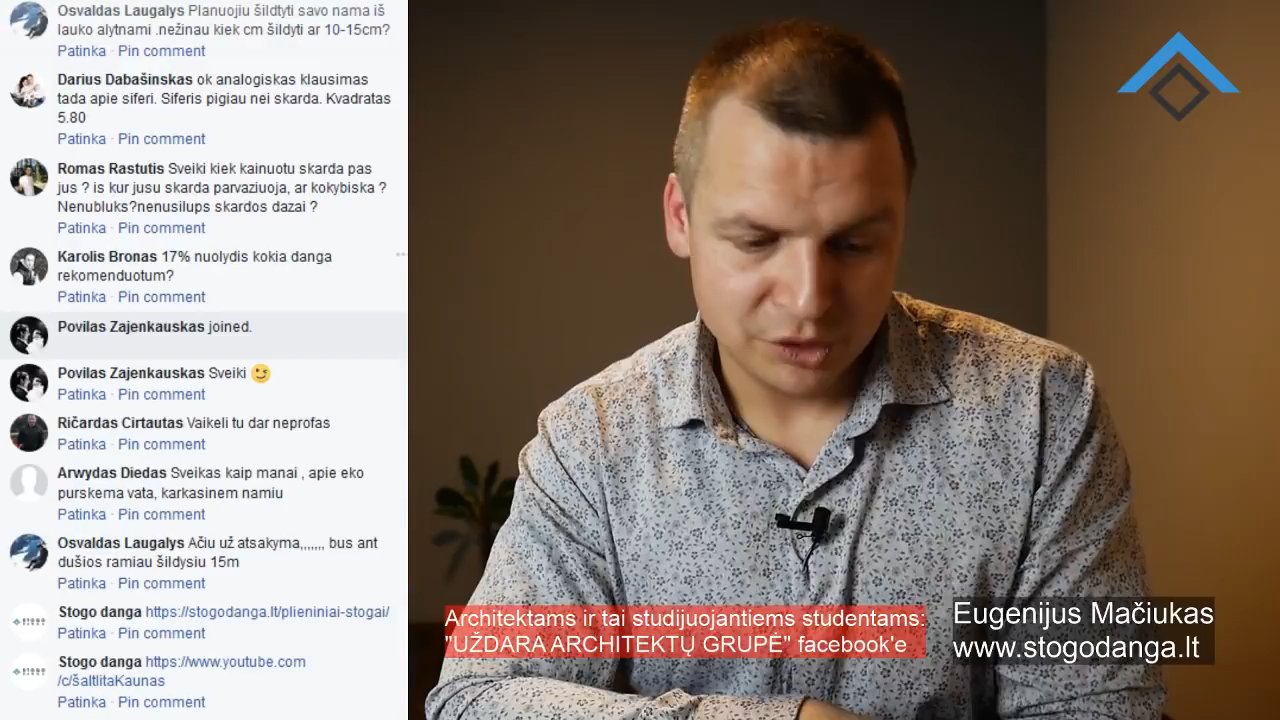 Osvaldas Laugalys Planuojiu šildtyti savo nama iš
lauko alytnami .nežinau kiek cm šildyti ar 10-15cm?
Patinka · Pin comment
Darius Dabašinskas ok analogiskas klausimas
tada apie siferi. Siferis pigiau nei skarda. Kvadratas
5.80
Patinka · Pin comment
Romas Rastutis Sveiki kiek kainuotu skarda pas
jus ? is kur jusu skarda parvaziuoja, ar kokybiska ?
Nenubluks?nenusilups skardos dazai ?
Patinka · Pin comment
Karolis Bronas 17% nuolydis kokia danga
rekomenduotum?
Patinka · Pin comment
Povilas Zajenkauskas joined.
Povilas Zajenkauskas Sveiki 😉
Patinka · Pin comment
Ričardas Cirtautas Vaikeli tu dar neprofas
Patinka · Pin comment
Arwydas Diedas Sveikas kaip manai , apie eko
purskema vata, karkasinem namiu
Patinka · Pin comment
Osvaldas Laugalys Ačiu už atsakyma,,,,,,, bus ant
dušios ramiau šildysiu 15m
Patinka · Pin comment
Stogo danga https://stogodanga.lt/plieniniai-stogai/
Patinka · Pin comment
Stogo danga https://www.youtube.com
/c/šaltlitaKaunas
Patinka · Pin comment
Architektams ir tai studijuojantiems studentams:
"UŽDARA ARCHITEKTŲ GRUPĖ" facebook'e
Eugenijus Mačiukas
www.stogodanga.lt